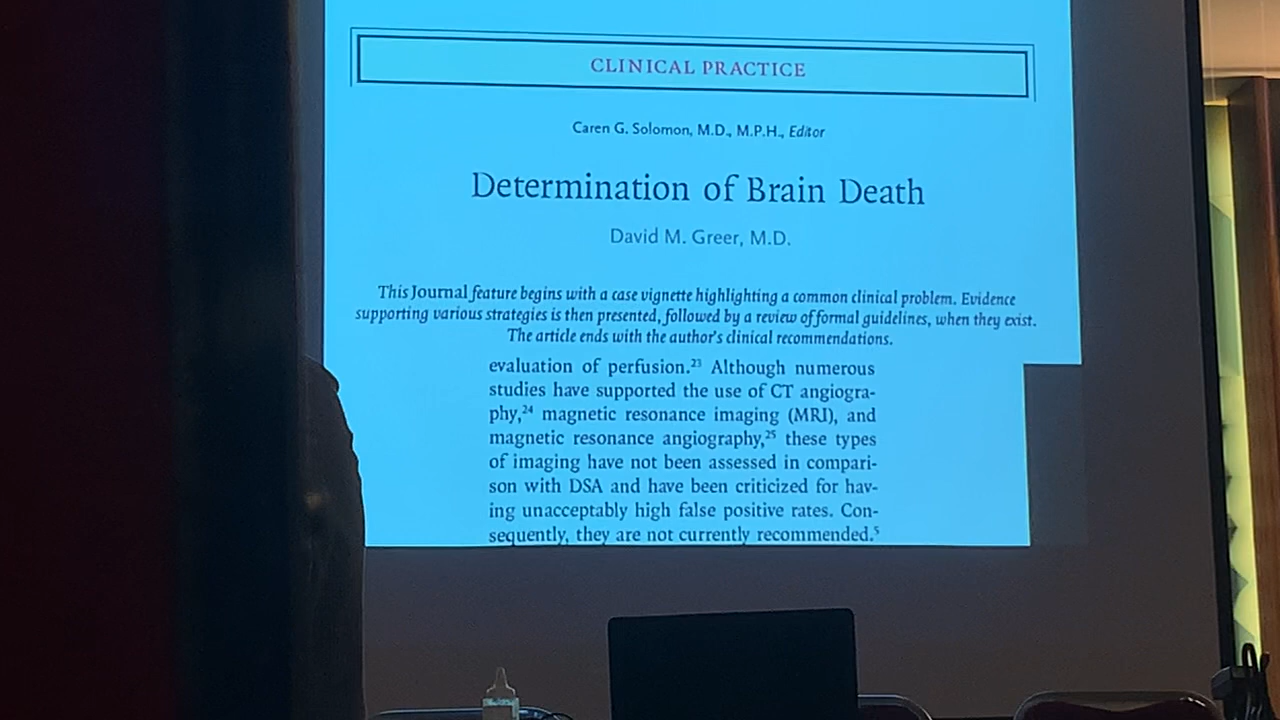 CLINICAL PRACTICE
Caren G. Solomon, M.D., M.P.H., Editor
Determination of Brain Death
David M. Greer, M.D.
This Journal feature begins with a case vignette highlighting a common clinical problem. Evidence
supporting various strategies is then presented, followed by a review of formal guidelines, when they exist.
The article ends with the author's clinical recommendations.
evaluation of perfusion.²³ Although numerous
studies have supported the use of CT angiogra-
phy,²⁴ magnetic resonance imaging (MRI), and
magnetic resonance angiography,²⁵ these types
of imaging have not been assessed in compari-
son with DSA and have been criticized for hav-
ing unacceptably high false positive rates. Con-
sequently, they are not currently recommended.⁵